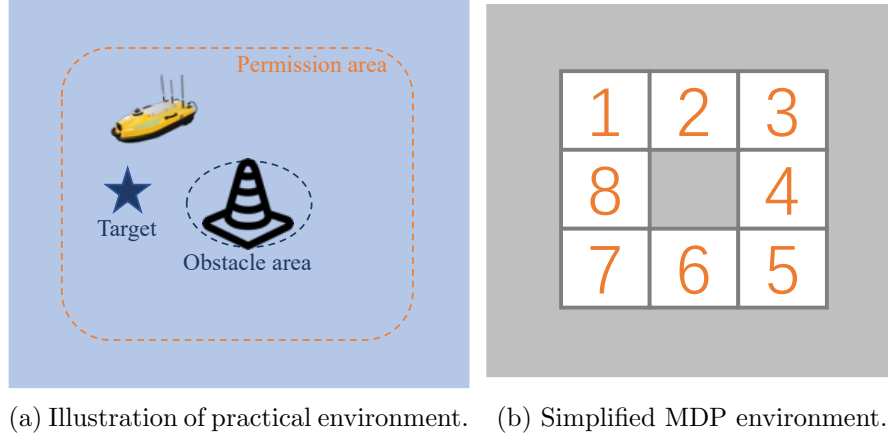 Permission area
Target
Obstacle area
1 2 3
8 4
7 6 5
(a) Illustration of practical environment.
(b) Simplified MDP environment.